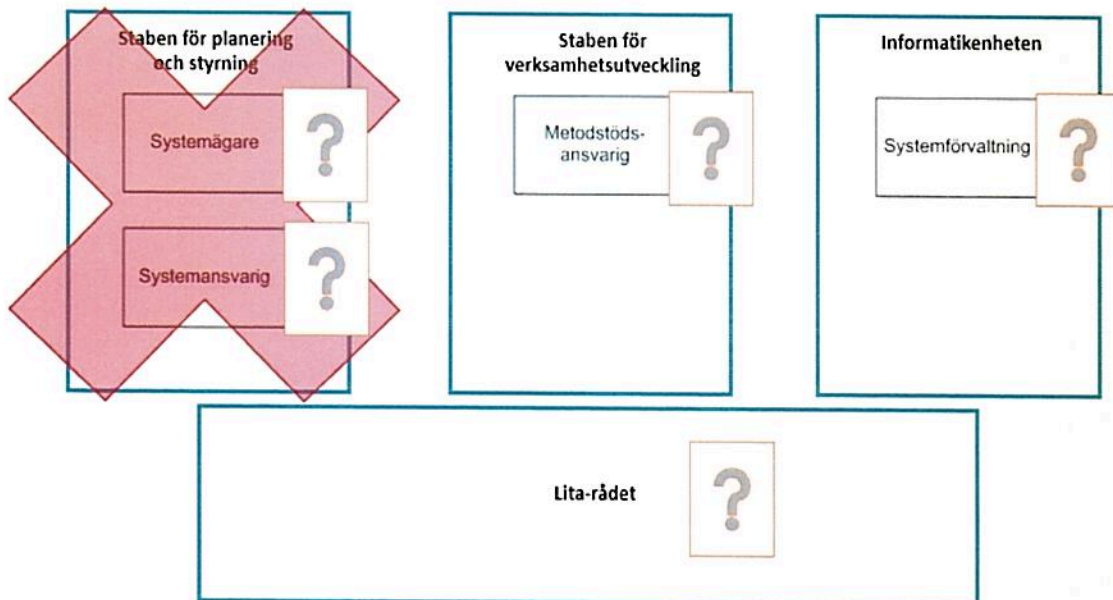 Staben för planering
och styrning
Systemägare
?
Systemansvarig
?
Staben för
verksamhetsutveckling
Metodstöds-
ansvarig
?
Informatikenheten
Systemförvaltning
?
Lita-rådet
?